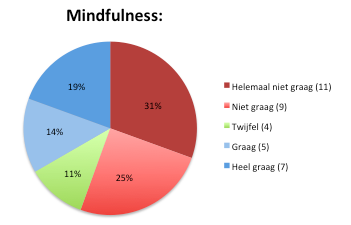 Mindfulness:
19%
31%
14%
11%
25%
Helemaal niet graag (11)
Niet graag (9)
Twijfel (4)
Graag (5)
Heel graag (7)